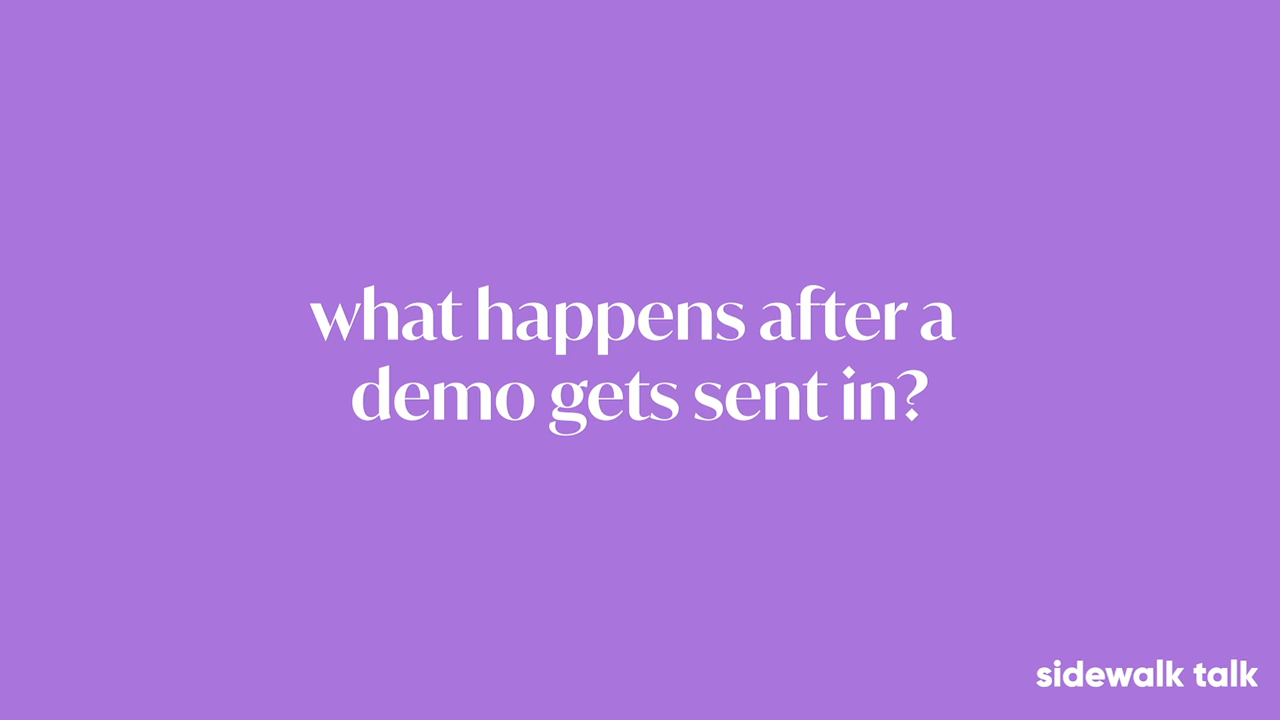 what happens after a
demo gets sent in?
sidewalk talk